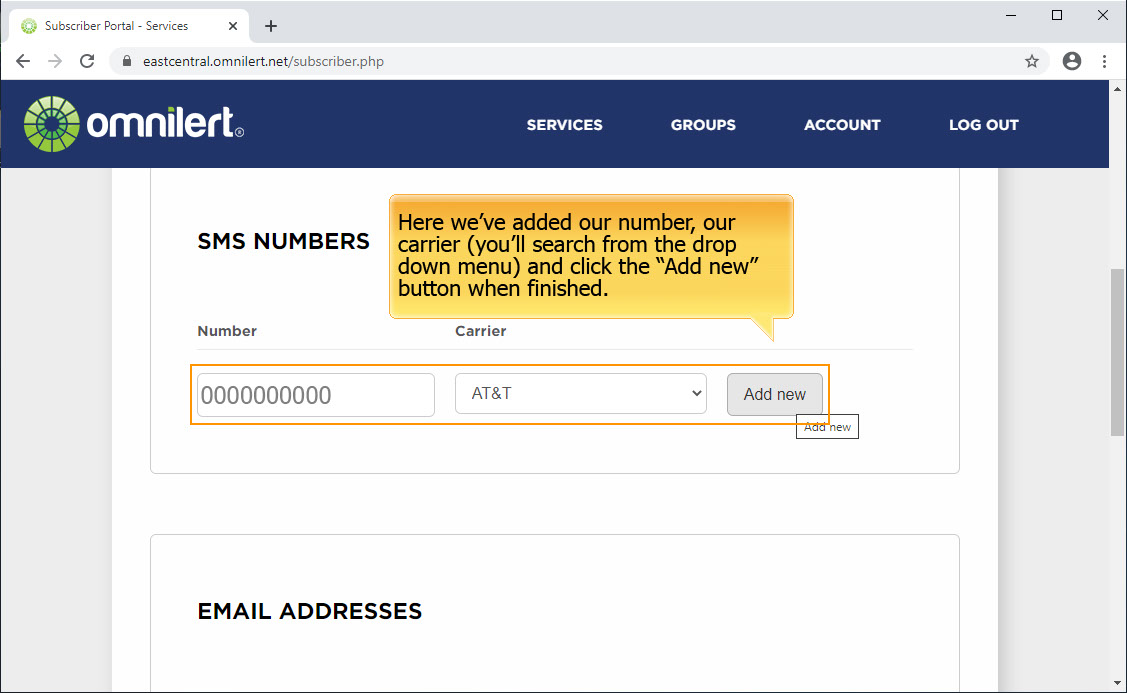 Subscriber Portal - Services
eastcentral.omnilert.net/subscriber.php
omnilert®
SERVICES
GROUPS
ACCOUNT
LOG OUT
SMS NUMBERS
Here we’ve added our number, our
carrier (you’ll search from the drop
down menu) and click the “Add new”
button when finished.
Number
Carrier
0000000000
AT&T
Add new
Add new
EMAIL ADDRESSES